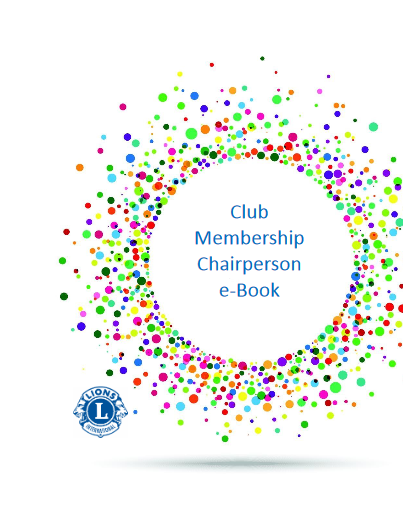 Club
Membership
Chairperson
e-Book
LIONS
L
INTERNATIONAL